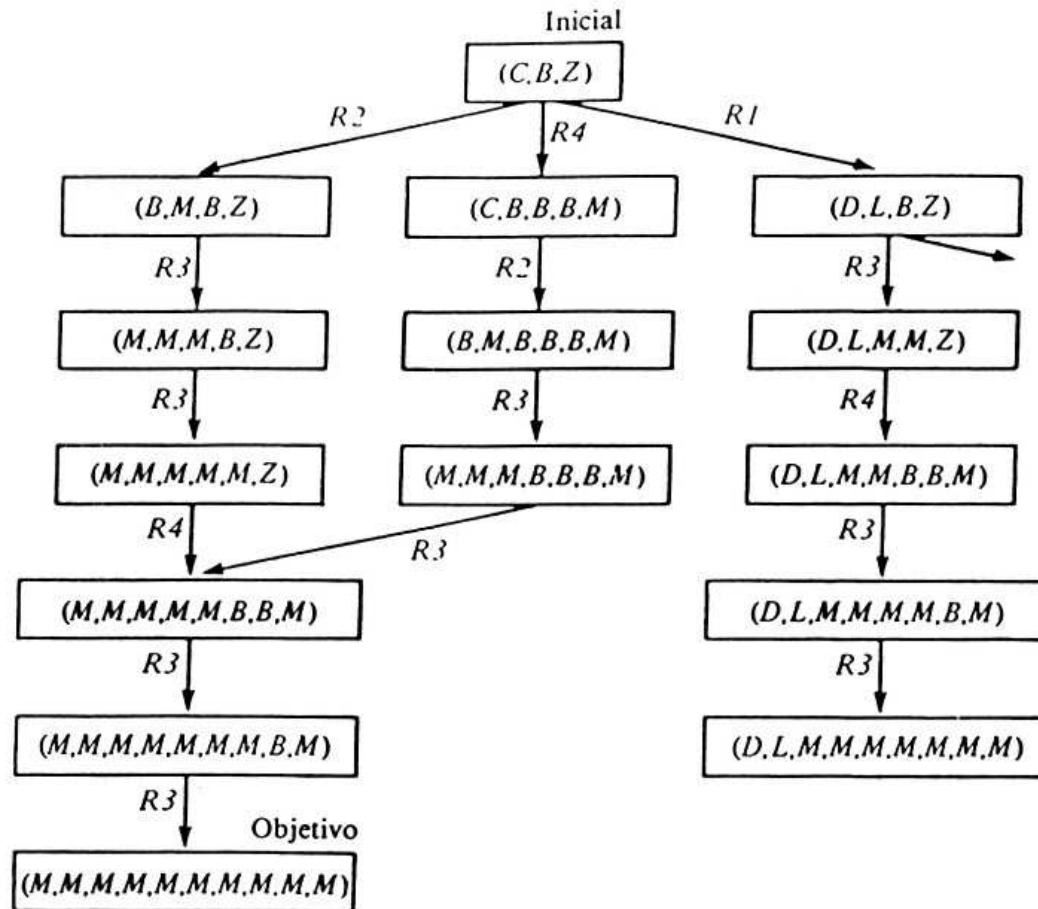 Inicial
(C,B,Z)
R2
R4
R1
(B,M,B,Z)
(C,B,B,B,M)
(D,L,B,Z)
R3
R2
R3
(M,M,M,B,Z)
(B,M,B,B,B,M)
(D,L,M,M,Z)
R3
R3
R4
(M,M,M,M,M,Z)
(M,M,M,B,B,B,M)
(D,L,M,M,B,B,M)
R4
R3
R3
(M,M,M,M,M,B,B,M)
(D,L,M,M,M,M,B,M)
R3
R3
(M,M,M,M,M,M,M,B,M)
(D,L,M,M,M,M,M,M,M)
R3
Objetivo
(M,M,M,M,M,M,M,M,M,M)